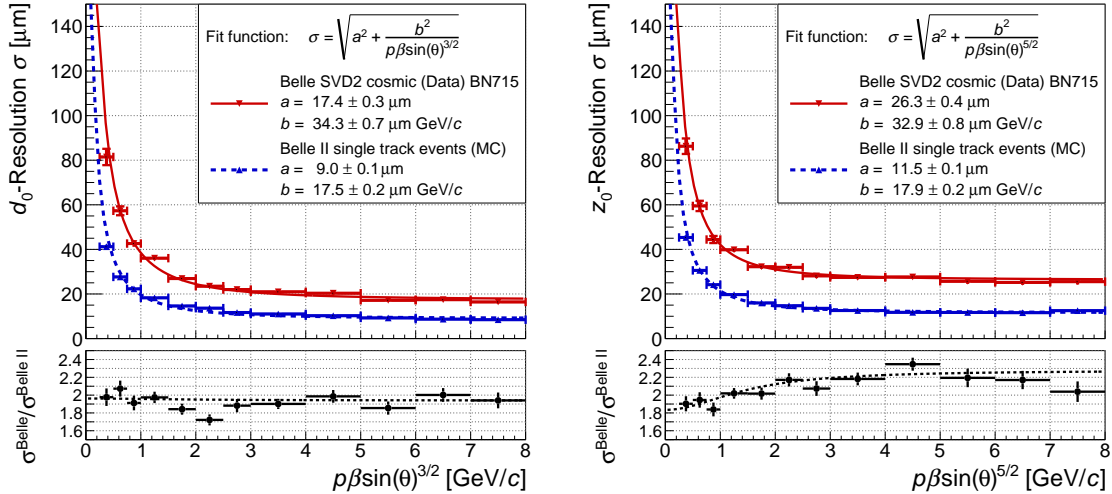 d₀-Resolution σ [μm]
140
120
100
80
60
40
20
0
Fit function: σ = √(a² + b² / pβsin(θ)^3/2)
Belle SVD2 cosmic (Data) BN715
a = 17.4 ± 0.3 μm
b = 34.3 ± 0.7 μm GeV/c
Belle II single track events (MC)
a = 9.0 ± 0.1 μm
b = 17.5 ± 0.2 μm GeV/c
σ^Belle/σ^Belle II
2.4
2.2
2
1.8
1.6
0 1 2 3 4 5 6 7 8
pβsin(θ)^3/2 [GeV/c]
z₀-Resolution σ [μm]
140
120
100
80
60
40
20
0
Fit function: σ = √(a² + b² / pβsin(θ)^5/2)
Belle SVD2 cosmic (Data) BN715
a = 26.3 ± 0.4 μm
b = 32.9 ± 0.8 μm GeV/c
Belle II single track events (MC)
a = 11.5 ± 0.1 μm
b = 17.9 ± 0.2 μm GeV/c
σ^Belle/σ^Belle II
2.4
2.2
2
1.8
1.6
0 1 2 3 4 5 6 7 8
pβsin(θ)^5/2 [GeV/c]